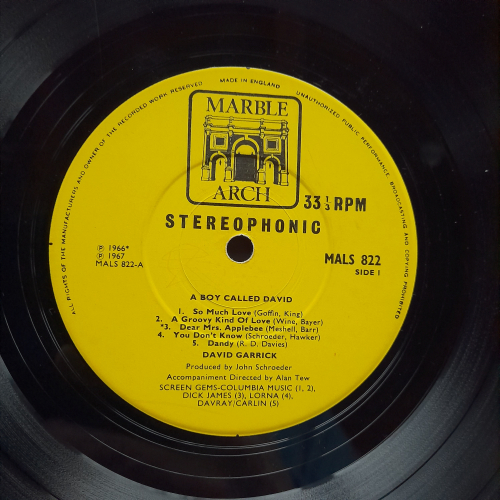 MADE IN ENGLAND
ALL RIGHTS OF THE MANUFACTURERS AND OWNER OF THE RECORDED WORK RESERVED
UNAUTHORIZED PUBLIC PERFORMANCE, BROADCASTING AND COPYING PROHIBITED
MARBLE
ARCH
33⅓ RPM
STEREOPHONIC
℗ 1966*
℗ 1967
MALS 822-A
MALS 822
SIDE 1
A BOY CALLED DAVID
1. So Much Love (Goffin, King)
2. A Groovy Kind Of Love (Wine, Bayer)
*3. Dear Mrs. Applebee (Meshell, Barr)
4. You Don't Know (Schroeder, Hawker)
5. Dandy (R. D. Davies)
DAVID GARRICK
Produced by John Schroeder
Accompaniment Directed by Alan Tew
SCREEN GEMS-COLUMBIA MUSIC (1, 2),
DICK JAMES (3), LORNA (4),
DAVRAY/CARLIN (5)